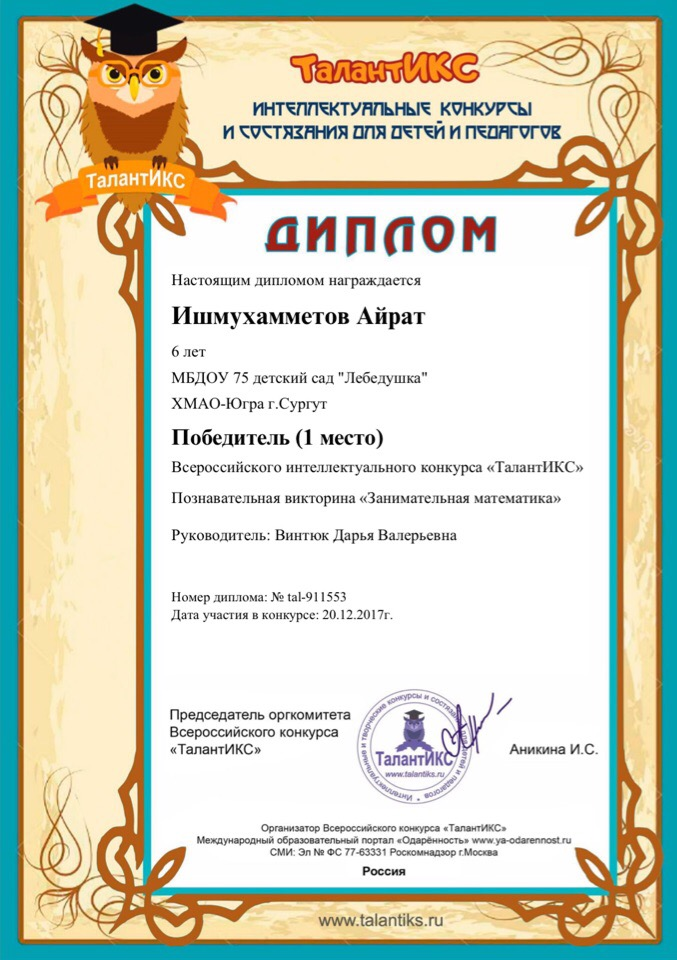 ТалантИКС
ИНТЕЛЛЕКТУАЛЬНЫЕ КОНКУРСЫ
И СОСТЯЗАНИЯ ДЛЯ ДЕТЕЙ И ПЕДАГОГОВ
ТалантИКС
ДИПЛОМ
Настоящим дипломом награждается
Ишмухамметов Айрат
6 лет
МБДОУ 75 детский сад "Лебедушка"
ХМАО-Югра г.Сургут
Победитель (1 место)
Всероссийского интеллектуального конкурса «ТалантИКС»
Познавательная викторина «Занимательная математика»
Руководитель: Винтюк Дарья Валерьевна
Номер диплома: № tal-911553
Дата участия в конкурсе: 20.12.2017г.
Председатель оргкомитета
Всероссийского конкурса
«ТалантИКС»
Интеллектуальные и творческие конкурсы и состязания для детей и педагогов
ТалантИКС
www.talantiks.ru
Аникина И.С.
Организатор Всероссийского конкурса «ТалантИКС»
Международный образовательный портал «Одарённость» www.ya-odarennost.ru
СМИ: Эл № ФС 77-63331 Роскомнадзор г.Москва
Россия
www.talantiks.ru